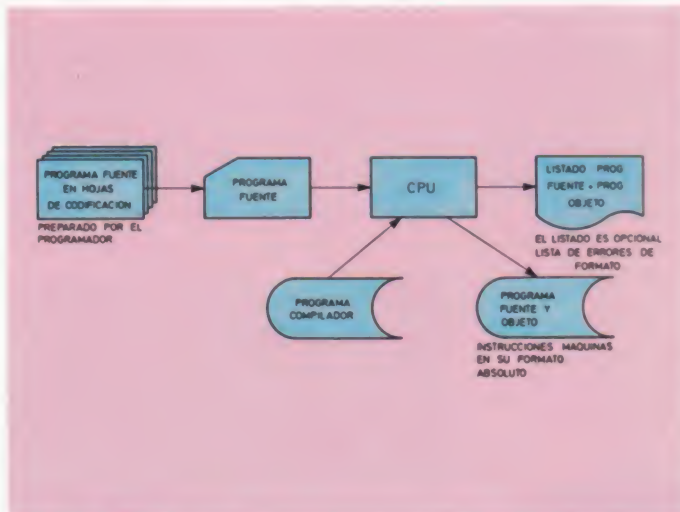 PROGRAMA FUENTE
EN HOJAS
DE CODIFICACION
PREPARADO POR EL
PROGRAMADOR
PROGRAMA
FUENTE
CPU
LISTADO PROG
FUENTE + PROG
OBJETO
EL LISTADO ES OPCIONAL
LISTA DE ERRORES DE
FORMATO
PROGRAMA
COMPILADOR
PROGRAMA
FUENTE Y
OBJETO
INSTRUCCIONES MAQUINAS
EN SU FORMATO
ABSOLUTO